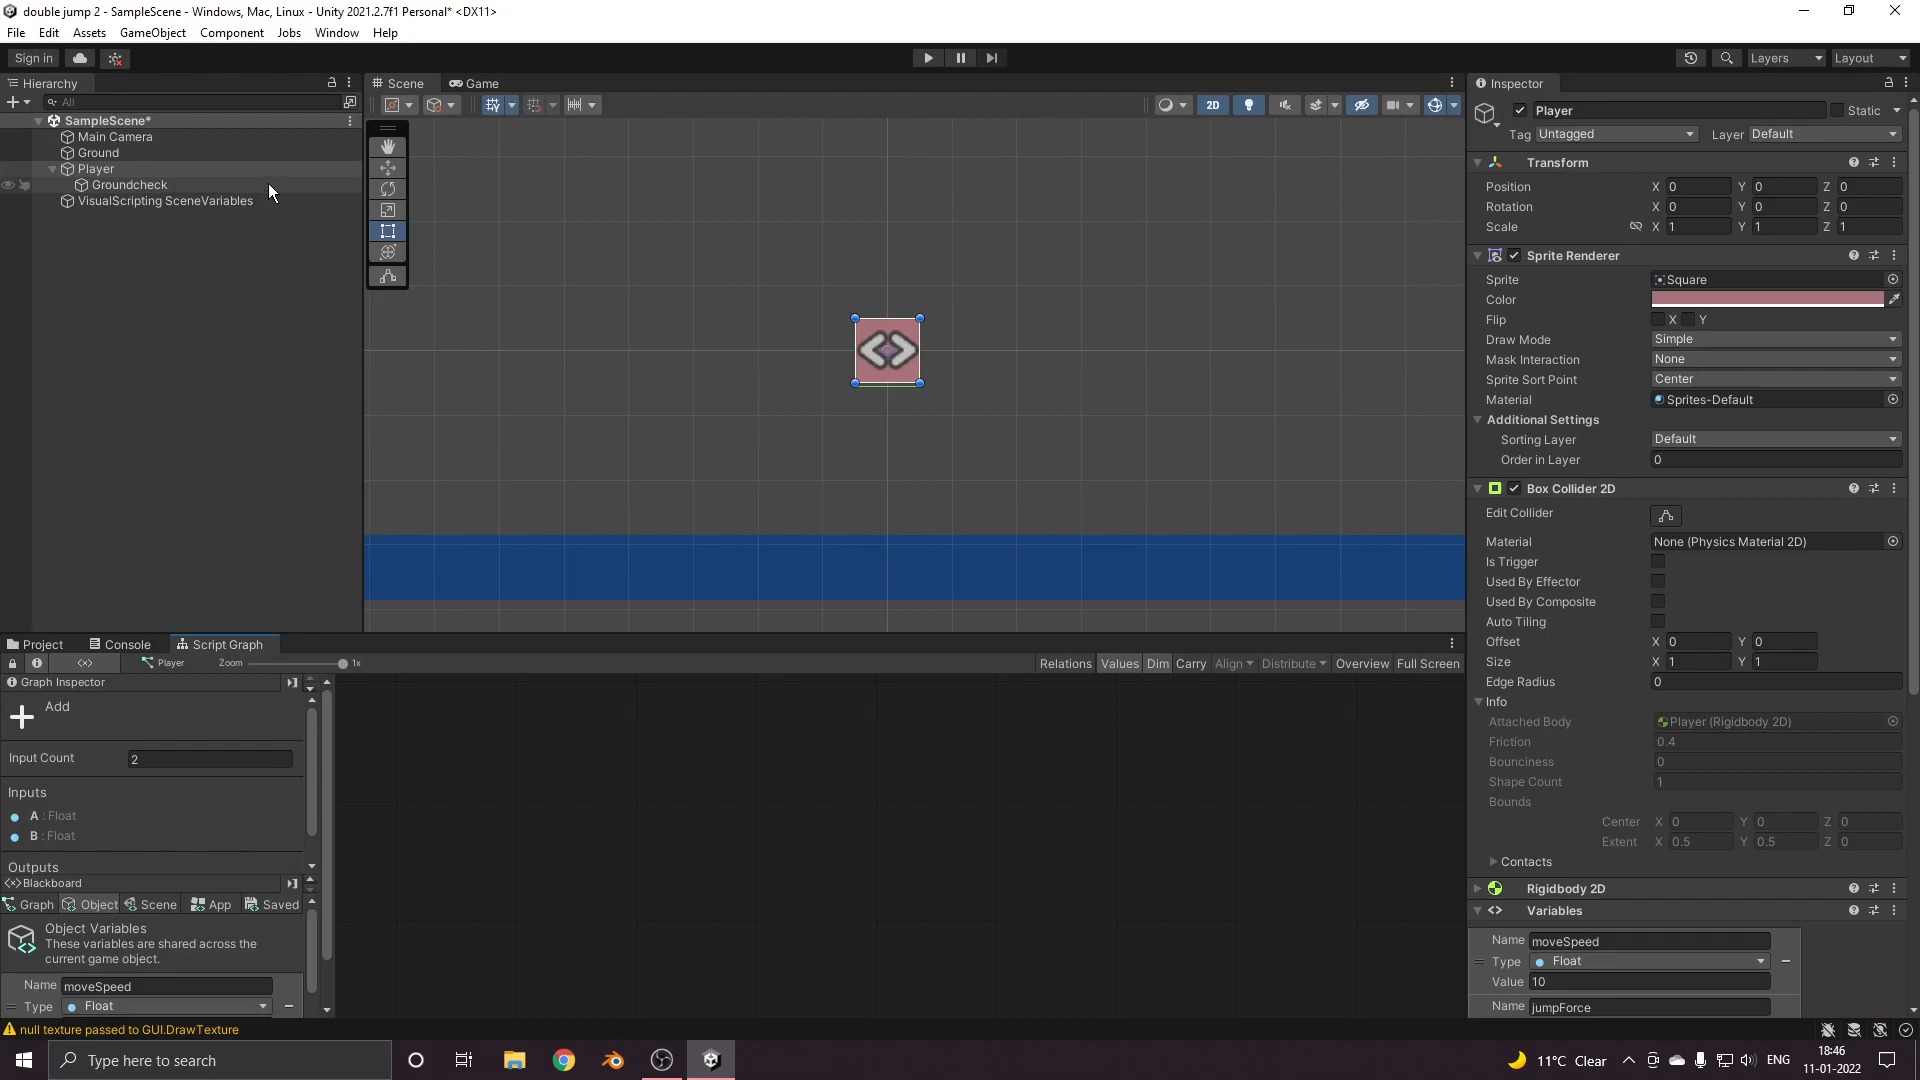 double jump 2 - SampleScene - Windows, Mac, Linux - Unity 2021.2.7f1 Personal* <DX11>
File Edit Assets GameObject Component Jobs Window Help
Sign in
Layers
Layout
Hierarchy
Scene
Game
Inspector
All
SampleScene*
Main Camera
Ground
Player
Groundcheck
VisualScripting SceneVariables
2D
Player
Static
Tag Untagged
Layer Default
Transform
Position X 0 Y 0 Z 0
Rotation X 0 Y 0 Z 0
Scale X 1 Y 1 Z 1
Sprite Renderer
Sprite Square
Color
Flip X Y
Draw Mode Simple
Mask Interaction None
Sprite Sort Point Center
Material Sprites-Default
Additional Settings
Sorting Layer Default
Order in Layer 0
Box Collider 2D
Edit Collider
Material None (Physics Material 2D)
Is Trigger
Used By Effector
Used By Composite
Auto Tiling
Offset X 0 Y 0
Size X 1 Y 1
Edge Radius 0
Info
Attached Body Player (Rigidbody 2D)
Friction 0.4
Bounciness 0
Shape Count 1
Bounds
Center X 0 Y 0 Z 0
Extent X 0.5 Y 0.5 Z 0
Contacts
Rigidbody 2D
Variables
Name moveSpeed
Type Float
Value 10
Name jumpForce
Project
Console
Script Graph
Player
Zoom 1x
Relations Values Dim Carry Align Distribute Overview Full Screen
Graph Inspector
Add
Input Count 2
Inputs
A : Float
B : Float
Outputs
<x>Blackboard
Graph Object Scene App Saved
Object Variables
These variables are shared across the
current game object.
Name moveSpeed
Type Float
null texture passed to GUI.DrawTexture
Type here to search
11°C Clear
ENG
18:46
11-01-2022